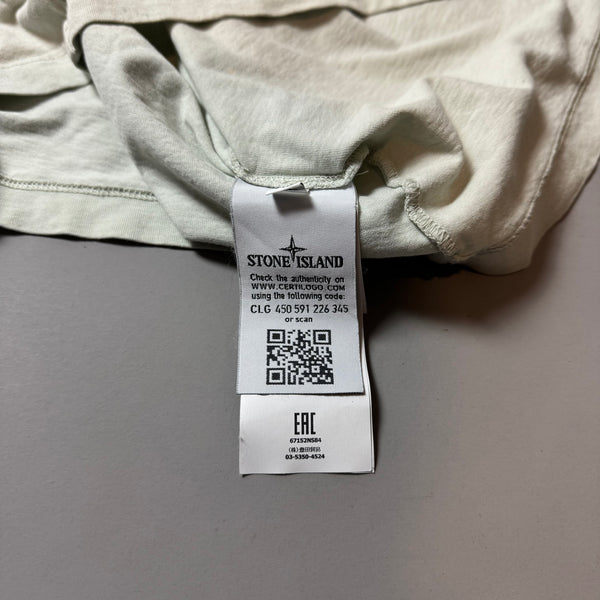 STONE ISLAND
Check the authenticity on
WWW.CERTILOGO.COM
using the following code:
CLG 450 591 226 345
or scan
EAC
67152NS84
03-5350-4524